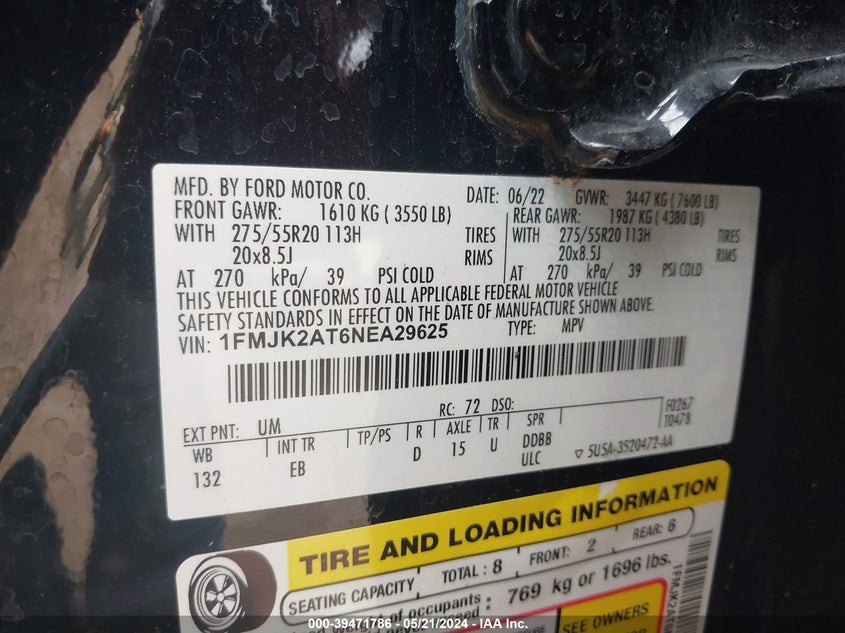 MFD. BY FORD MOTOR CO. DATE: 06/22 GVWR: 3447 KG ( 7600 LB)
FRONT GAWR: 1610 KG ( 3550 LB) REAR GAWR: 1987 KG ( 4380 LB)
WITH 275/55R20 113H TIRES WITH 275/55R20 113H TIRES
20x8.5J RIMS 20x8.5J RIMS
AT 270 kPa/ 39 PSI COLD AT 270 kPa/ 39 PSI COLD
THIS VEHICLE CONFORMS TO ALL APPLICABLE FEDERAL MOTOR VEHICLE
SAFETY STANDARDS IN EFFECT ON THE DATE OF MANUFACTURE SHOWN ABOVE.
VIN: 1FMJK2AT6NEA29625 TYPE: MPV
EXT PNT: UM RC: 72 DSO: F0267
T0478
WB INT TR TP/PS R AXLE TR SPR
132 EB D 15 U DDBB
ULC
▽ 5U5A-3520472-AA
TIRE AND LOADING INFORMATION
SEATING CAPACITY TOTAL : 8 FRONT: 2 REAR: 6
weight of occupants
exceed : 769 kg or 1696 lbs.
SEE OWNERS
000-39471786 - 05/21/2024 - IAAI.COM